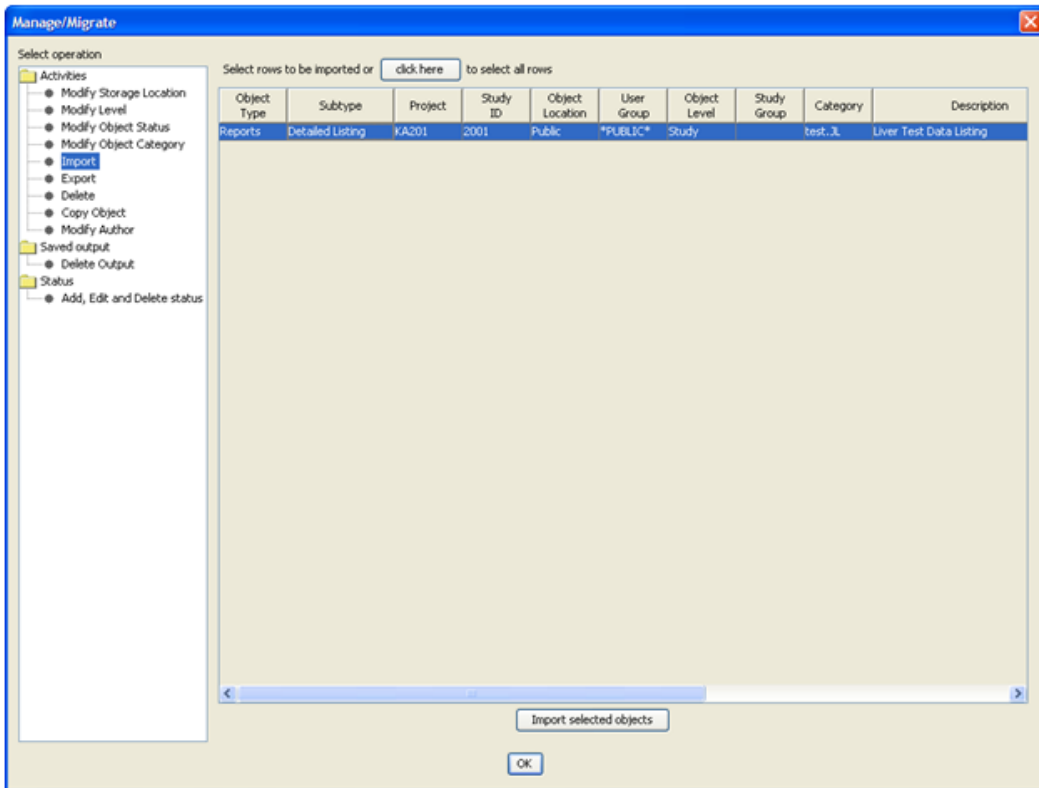 Manage/Migrate
Select operation
Activities
Modify Storage Location
Modify Level
Modify Object Status
Modify Object Category
Import
Export
Delete
Copy Object
Modify Author
Saved output
Delete Output
Status
Add, Edit and Delete status
Select rows to be imported or click here to select all rows
Object Type Subtype Project Study ID Object Location User Group Object Level Study Group Category Description
Reports Detailed Listing KA201 2001 Public *PUBLIC* Study test.JL Liver Test Data Listing
Import selected objects
OK